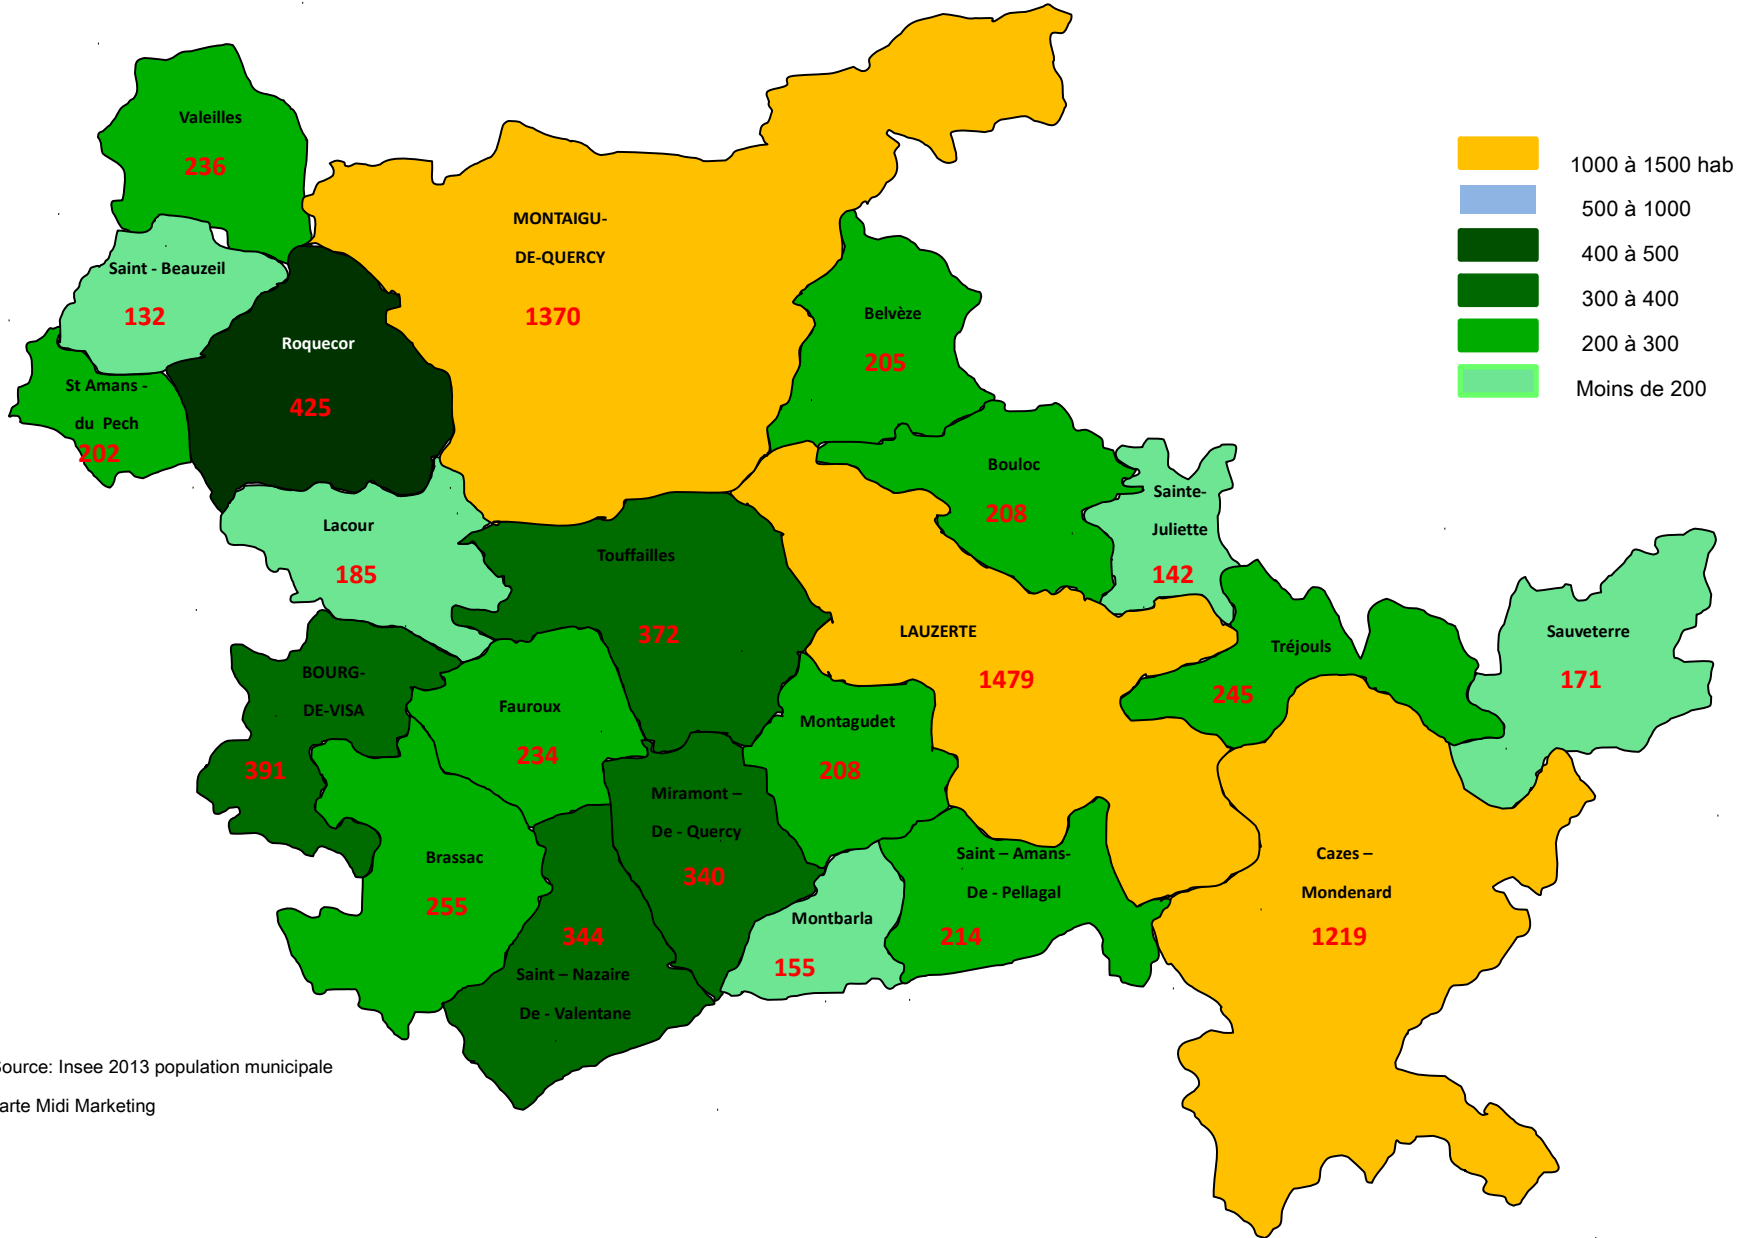 Valeilles
236
MONTAIGU-
DE-QUERCY
1370
1000 à 1500 hab
500 à 1000
400 à 500
300 à 400
200 à 300
Moins de 200
Saint - Beauzeil
132
Roquecor
425
Belvèze
205
St Amans -
du Pech
202
Bouloc
208
Sainte-
Juliette
142
Lacour
185
Touffailles
372
LAUZERTE
1479
Tréjouls
245
Sauveterre
171
BOURG-
DE-VISA
391
Fauroux
234
Montagudet
208
Miramont –
De - Quercy
340
Brassac
255
Saint – Amans-
De - Pellagal
214
Cazes –
Mondenard
1219
Montbarla
155
344
Saint – Nazaire
De - Valentane
Source: Insee 2013 population municipale
arte Midi Marketing